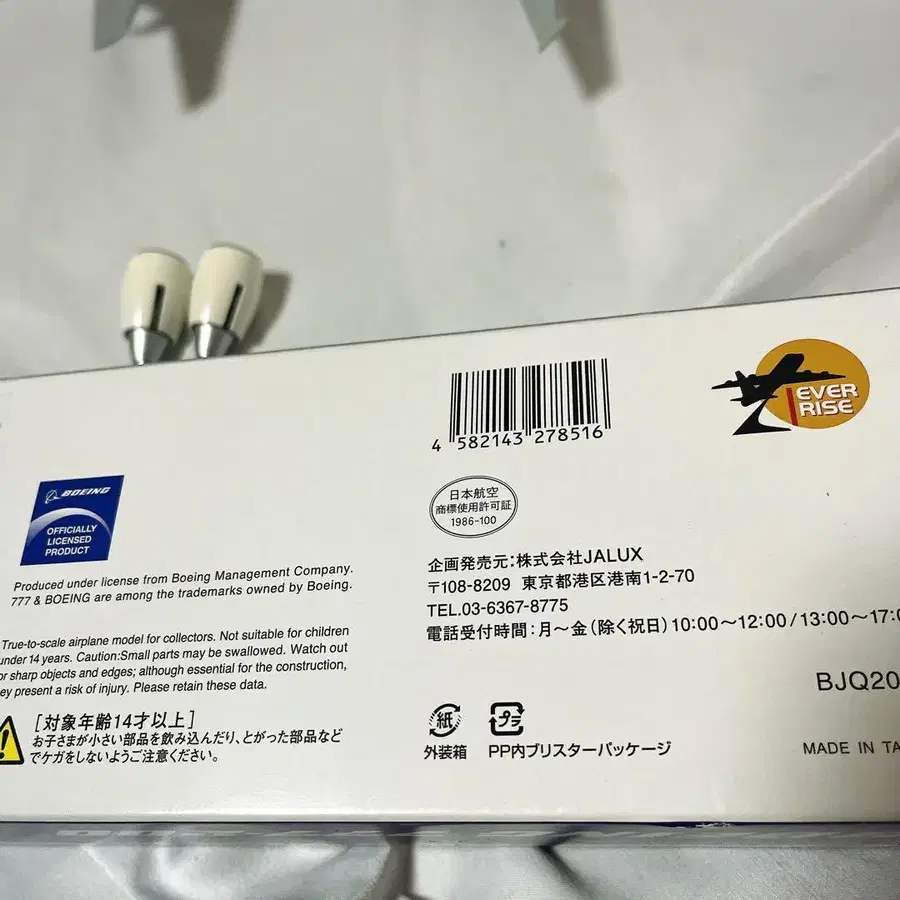 4 582143 278516
EVER
RISE
BOEING
OFFICIALLY
LICENSED
PRODUCT
Produced under license from Boeing Management Company.
777 & BOEING are among the trademarks owned by Boeing.
True-to-scale airplane model for collectors. Not suitable for children
under 14 years. Caution:Small parts may be swallowed. Watch out
or sharp objects and edges; although essential for the construction,
ey present a risk of injury. Please retain these data.
[対象年齢14才以上]
お子さまが小さい部品を飲み込んだり、とがった部品など
でケガをしないようご注意ください。
日本航空
商標使用許可証
1986-100
企画発売元:株式会社JALUX
〒108-8209 東京都港区港南1-2-70
TEL.03-6367-8775
電話受付時間:月~金(除く祝日)10:00~12:00/13:00~17:0
BJQ20
紙
外装箱
プラ
PP内ブリスターパッケージ
MADE IN TA